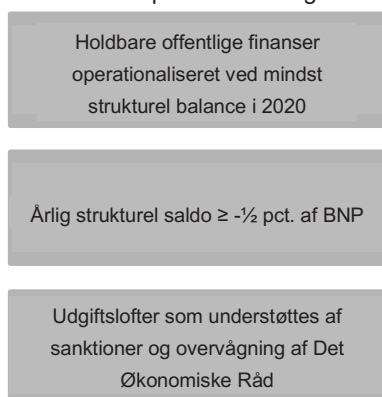 Holdbare offentlige finanser
operationaliseret ved mindst
strukturel balance i 2020
Årlig strukturel saldo ≥ -½ pct. af BNP
Udgiftslofter som understøttes af
sanktioner og overvågning af Det
Økonomiske Råd